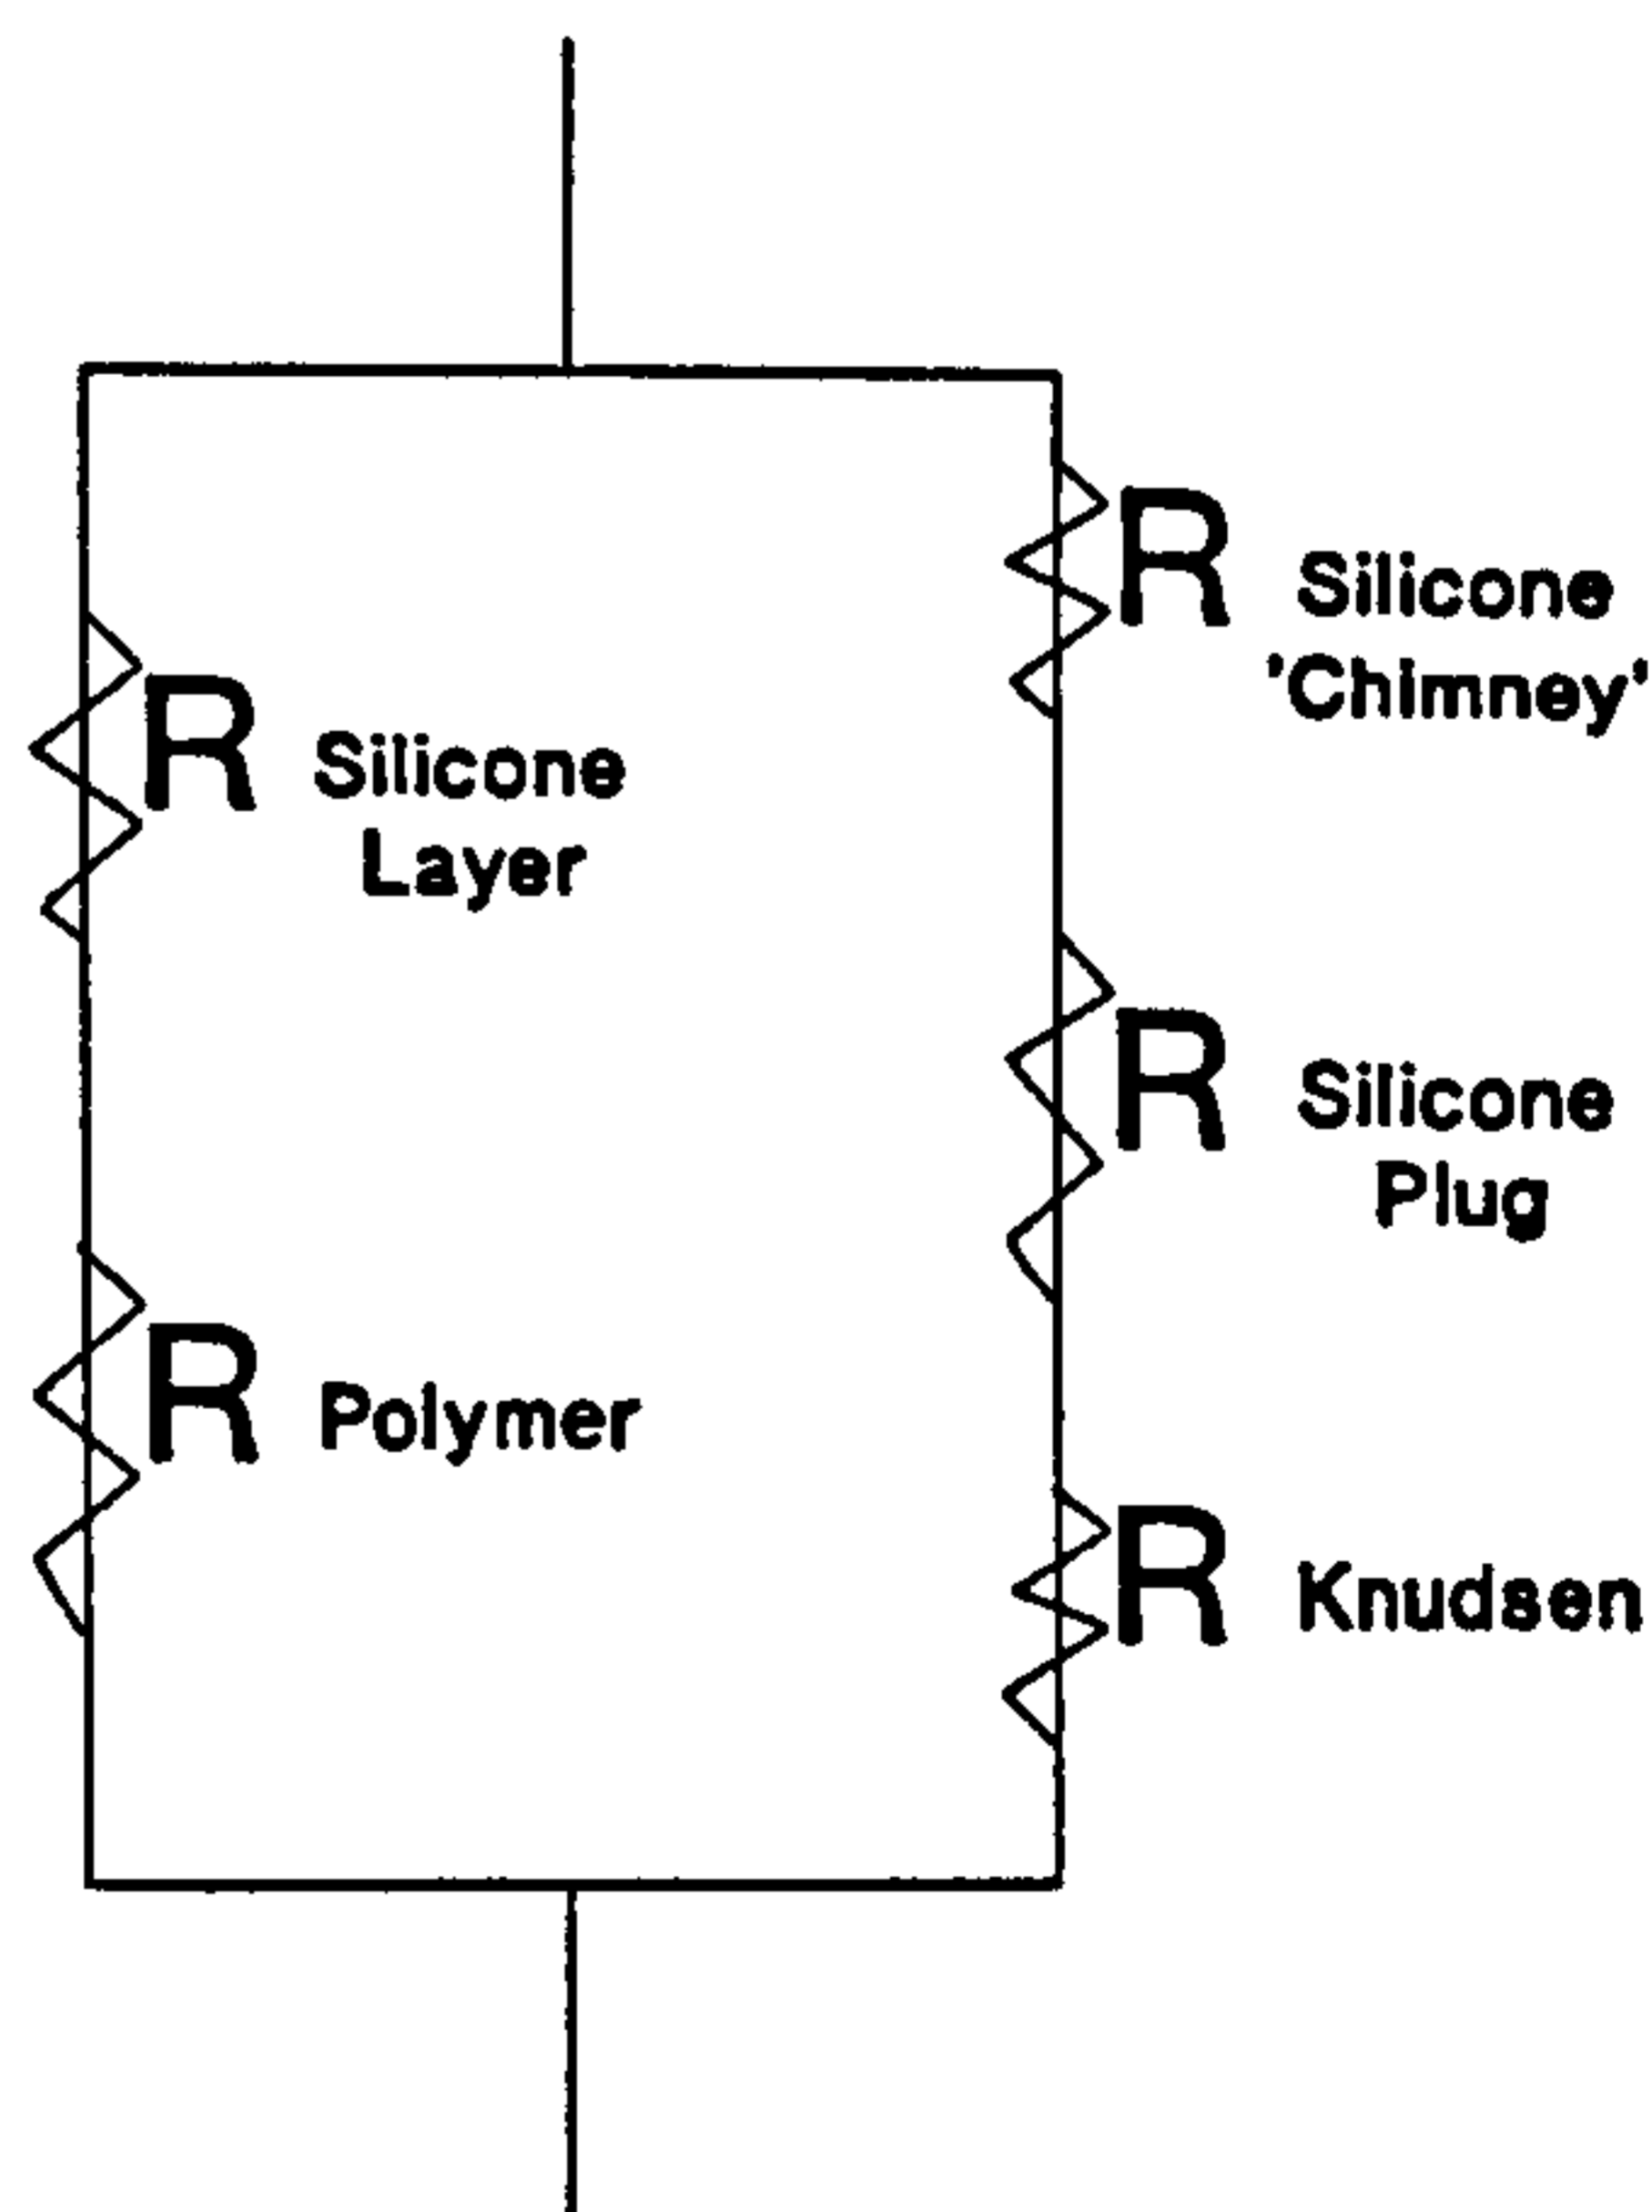 R Silicone
Layer
R Polymer
R Silicone
'Chimney'
R Silicone
Plug
R Knudsen